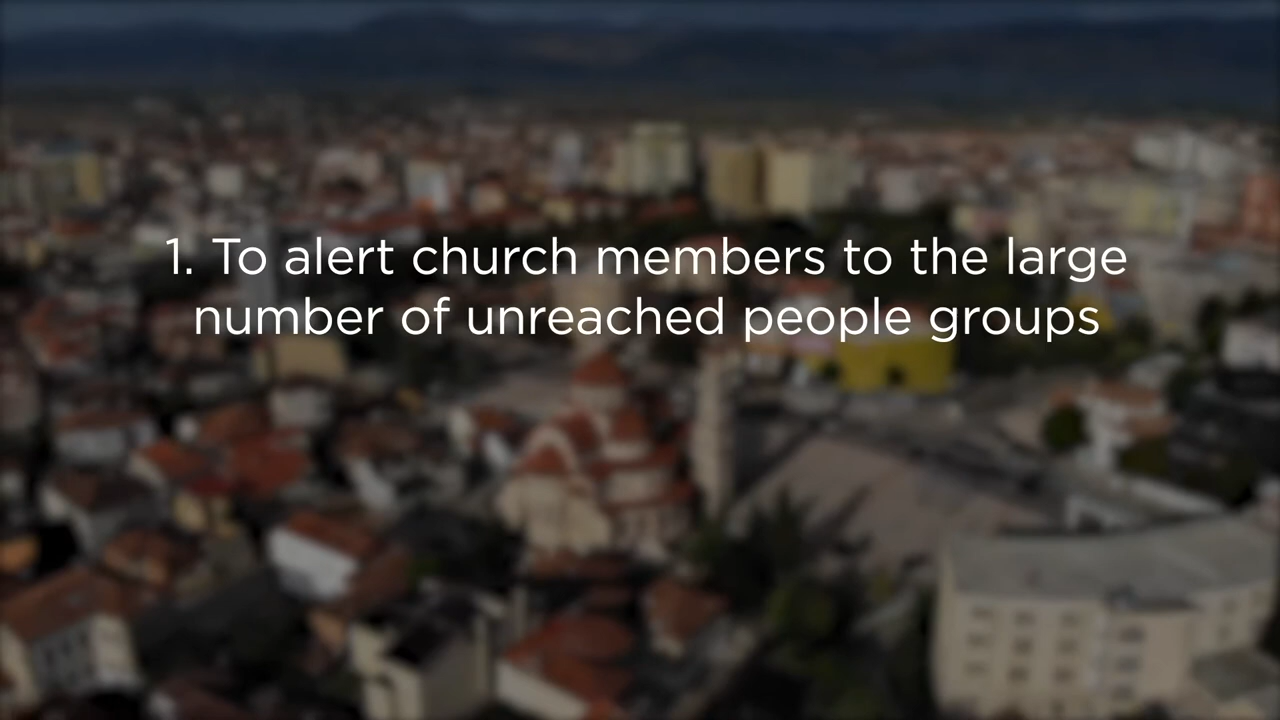 1. To alert church members to the large
number of unreached people groups